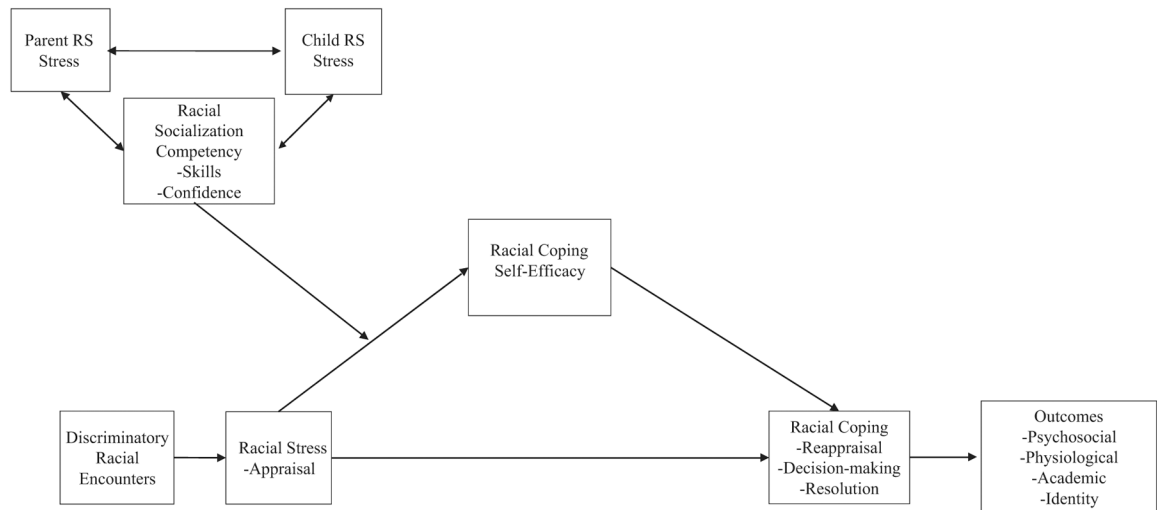 Parent RS
Stress
Child RS
Stress
Racial
Socialization
Competency
-Skills
-Confidence
Racial Coping
Self-Efficacy
Discriminatory
Racial
Encounters
Racial Stress
-Appraisal
Racial Coping
-Reappraisal
-Decision-making
-Resolution
Outcomes
-Psychosocial
-Physiological
-Academic
-Identity